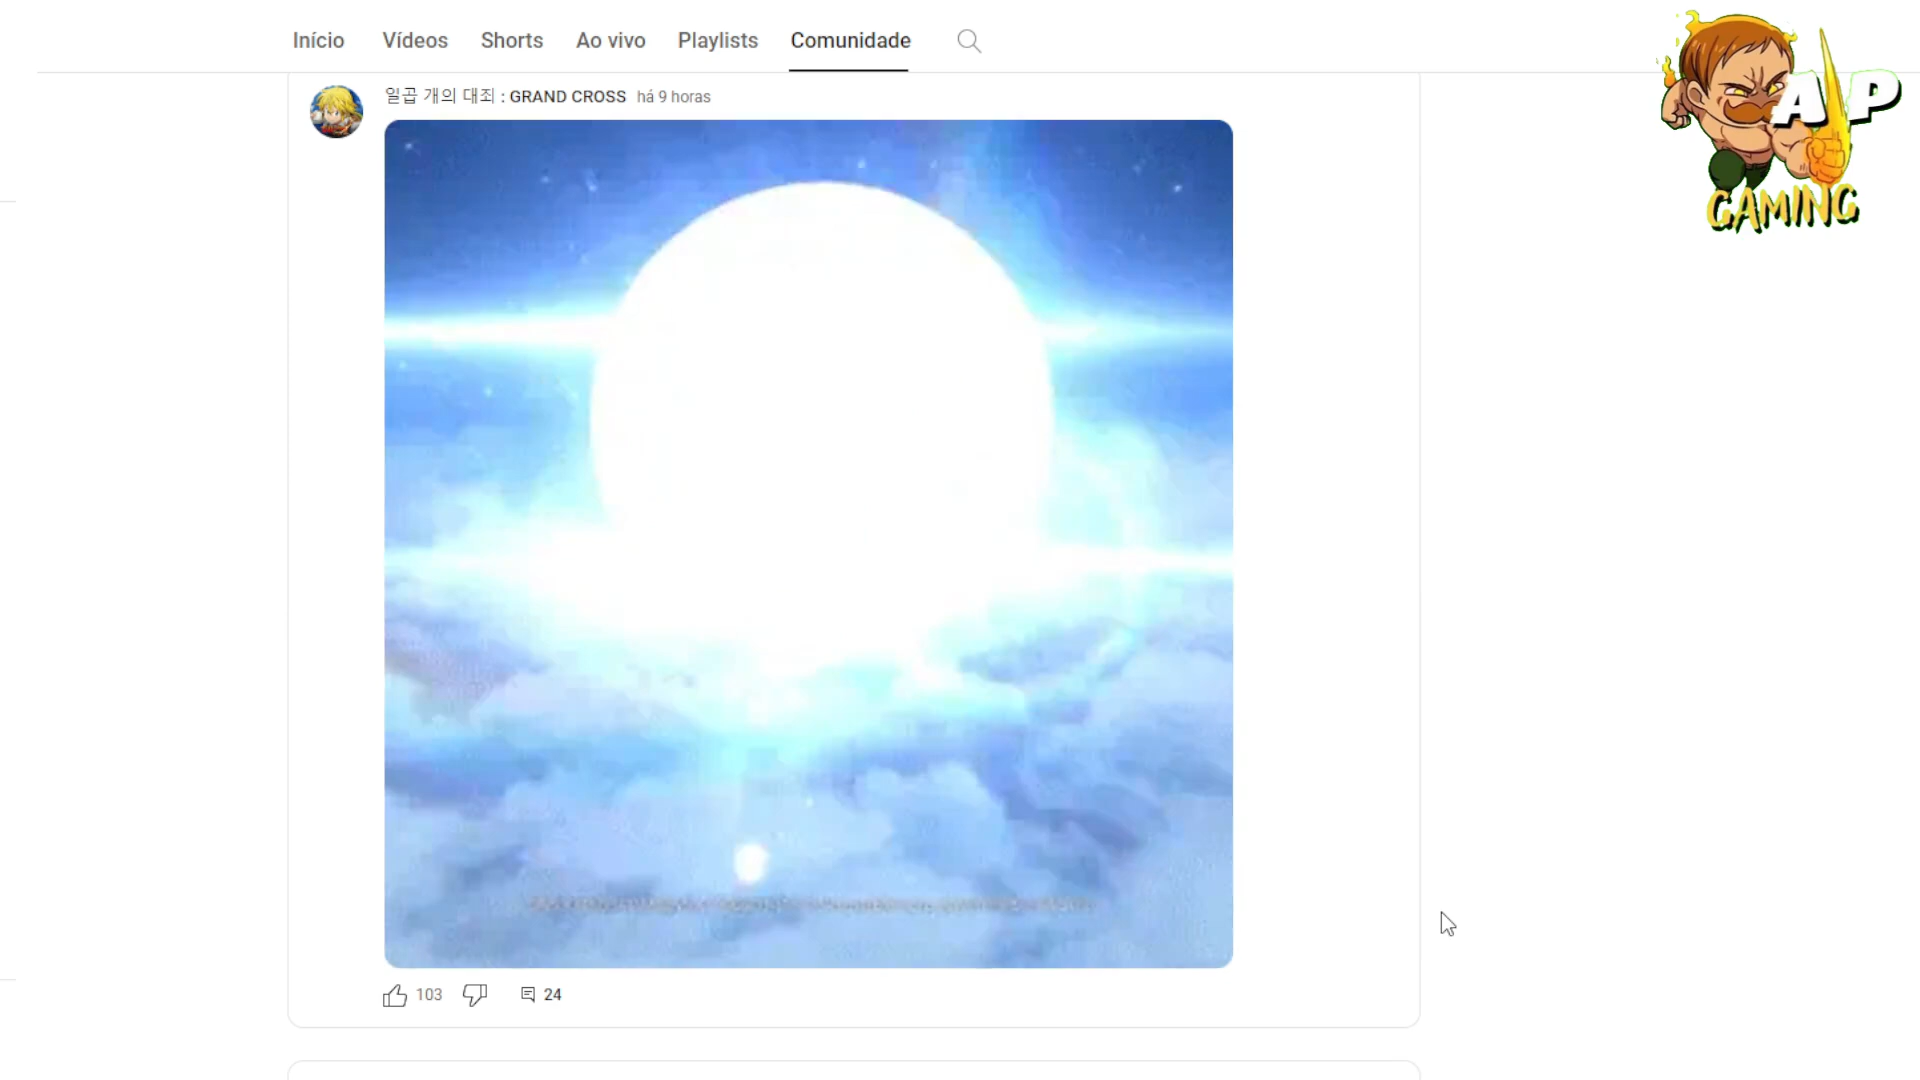 Início Vídeos Shorts Ao vivo Playlists Comunidade
일곱 개의 대죄 : GRAND CROSS há 9 horas
AP
GAMING
103 24